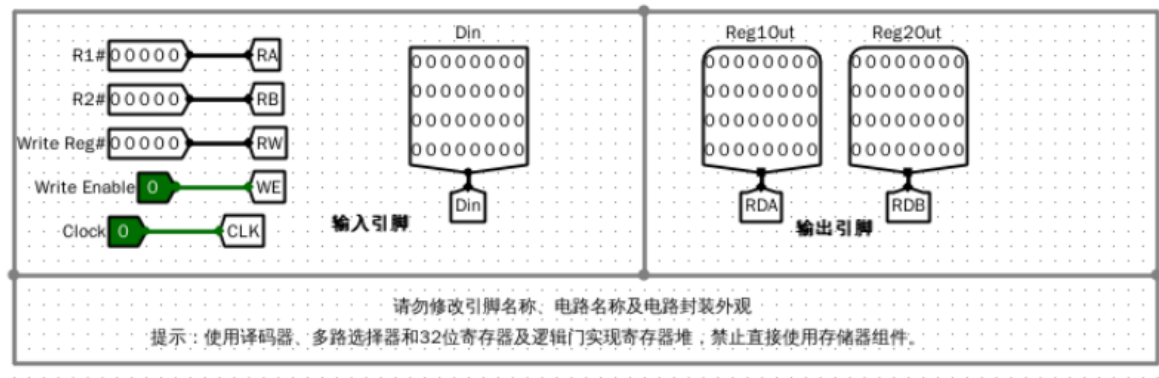 R1# 00000 RA
R2# 00000 RB
Write Reg# 00000 RW
Write Enable 0 WE
Clock 0 CLK
Din
00000000
00000000
00000000
00000000
Din
输入引脚
Reg1Out
00000000
00000000
00000000
00000000
RDA
Reg2Out
00000000
00000000
00000000
00000000
RDB
输出引脚
请勿修改引脚名称、电路名称及电路封装外观
提示：使用译码器、多路选择器和32位寄存器及逻辑门实现寄存器堆，禁止直接使用存储器组件。